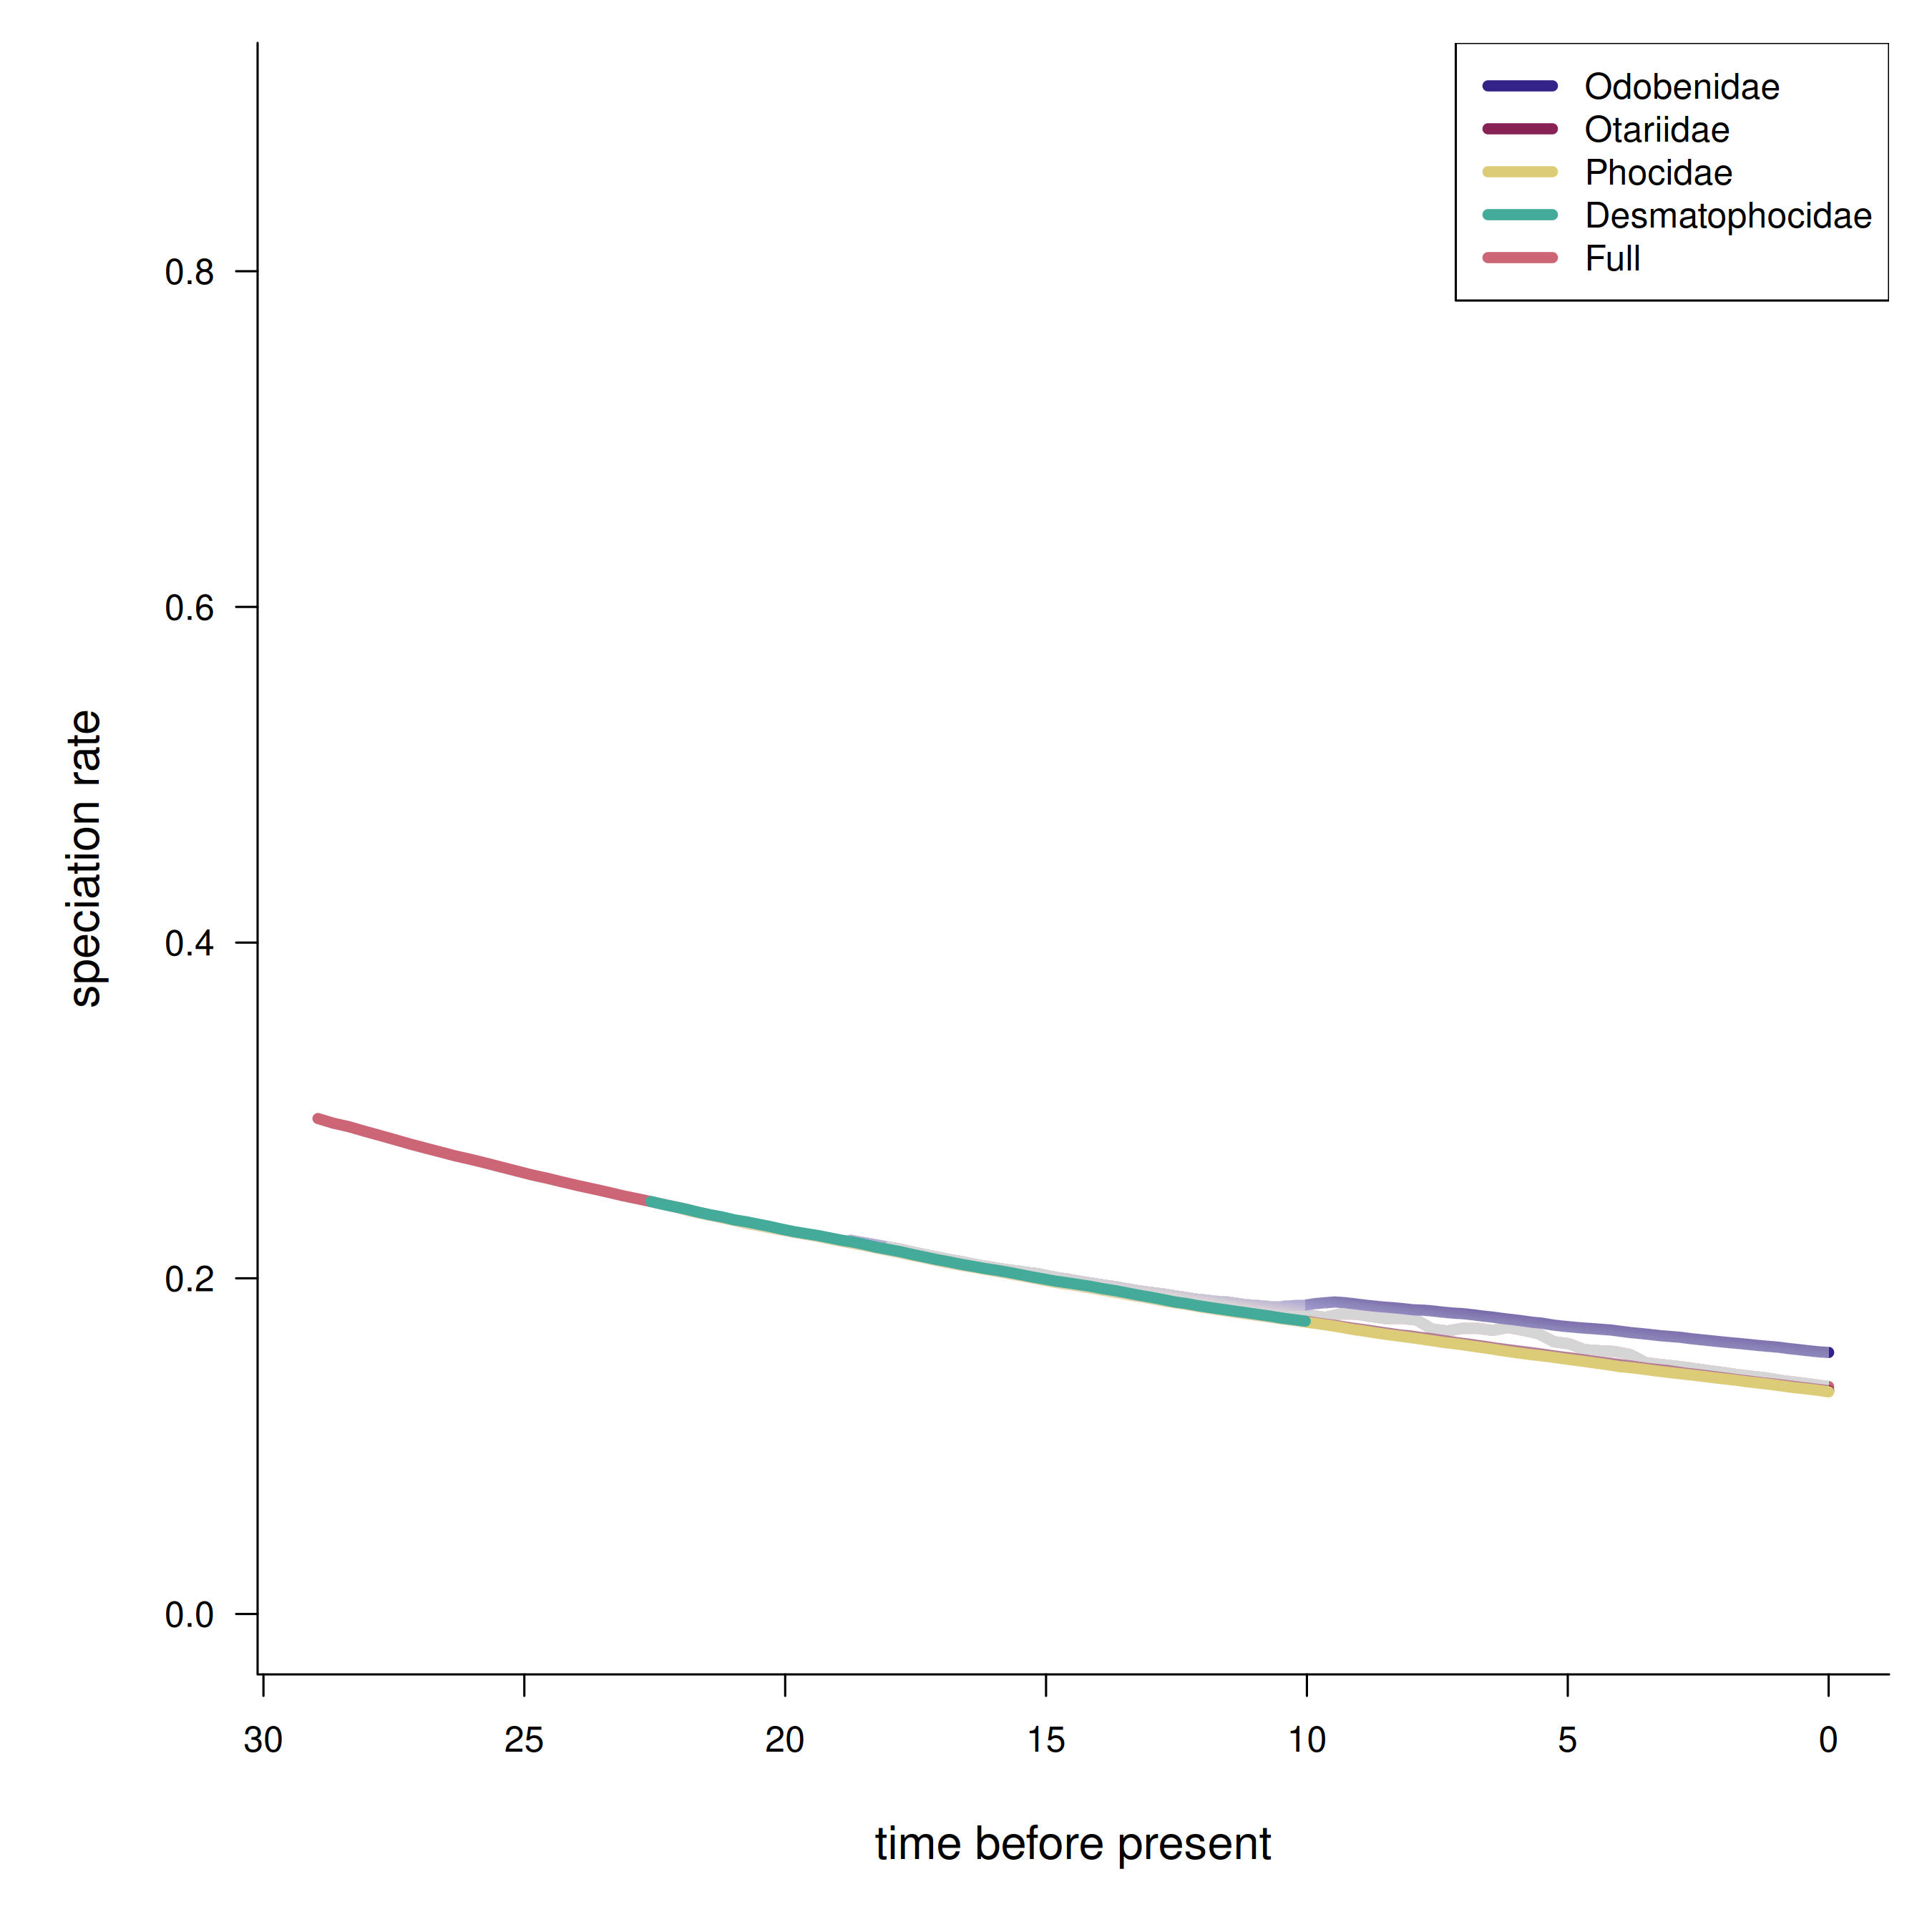 Odobenidae
Otariidae
Phocidae
Desmatophocidae
Full
0.8
0.6
0.4
0.2
0.0
speciation rate
30 25 20 15 10 5 0
time before present